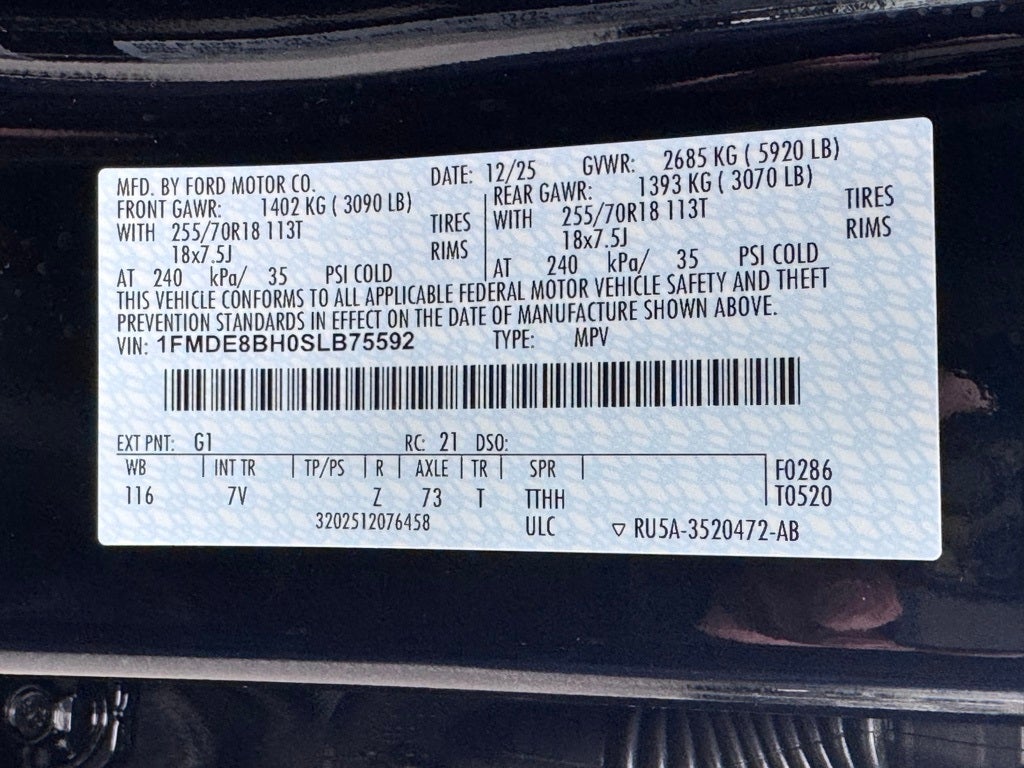 MFD. BY FORD MOTOR CO. DATE: 12/25 GVWR: 2685 KG ( 5920 LB)
FRONT GAWR: 1402 KG ( 3090 LB) REAR GAWR: 1393 KG ( 3070 LB)
WITH 255/70R18 113T TIRES WITH 255/70R18 113T TIRES
18x7.5J RIMS 18x7.5J RIMS
AT 240 kPa/ 35 PSI COLD AT 240 kPa/ 35 PSI COLD
THIS VEHICLE CONFORMS TO ALL APPLICABLE FEDERAL MOTOR VEHICLE SAFETY AND THEFT
PREVENTION STANDARDS IN EFFECT ON THE DATE OF MANUFACTURE SHOWN ABOVE.
VIN: 1FMDE8BH0SLB75592 TYPE: MPV
EXT PNT: G1 RC: 21 DSO:
WB INT TR TP/PS R AXLE TR SPR F0286
116 7V Z 73 T TTHH T0520
3202512076458 ULC ▽ RU5A-3520472-AB